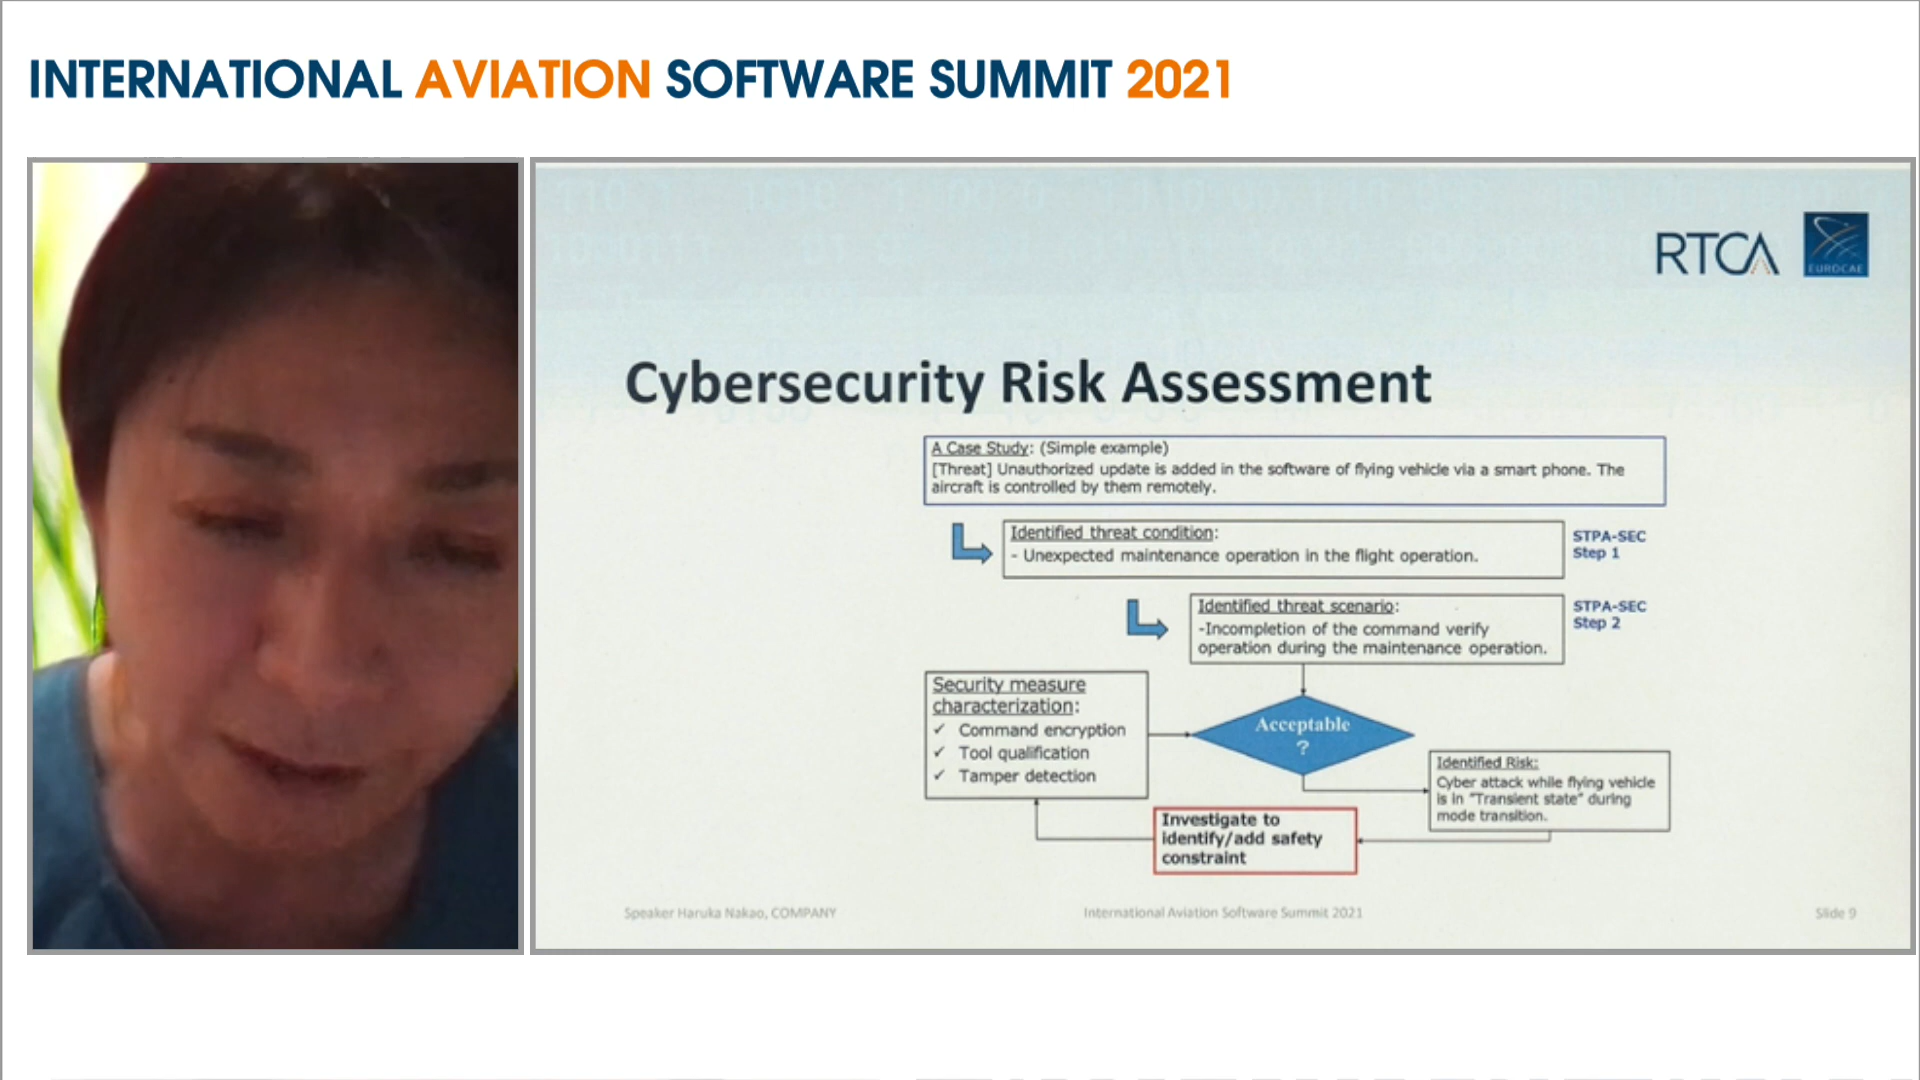 INTERNATIONAL AVIATION SOFTWARE SUMMIT 2021
RTCA
EUROCAE
Cybersecurity Risk Assessment
A Case Study: (Simple example)
[Threat] Unauthorized update is added in the software of flying vehicle via a smart phone. The
aircraft is controlled by them remotely.
Identified threat condition:
- Unexpected maintenance operation in the flight operation.
STPA-SEC
Step 1
Identified threat scenario:
-Incompletion of the command verify
operation during the maintenance operation.
STPA-SEC
Step 2
Security measure
characterization:
✓ Command encryption
✓ Tool qualification
✓ Tamper detection
Acceptable
?
Identified Risk:
Cyber attack while flying vehicle
is in "Transient state" during
mode transition.
Investigate to
identify/add safety
constraint
Speaker Haruka Nakao, COMPANY
International Aviation Software Summit 2021
Slide 9